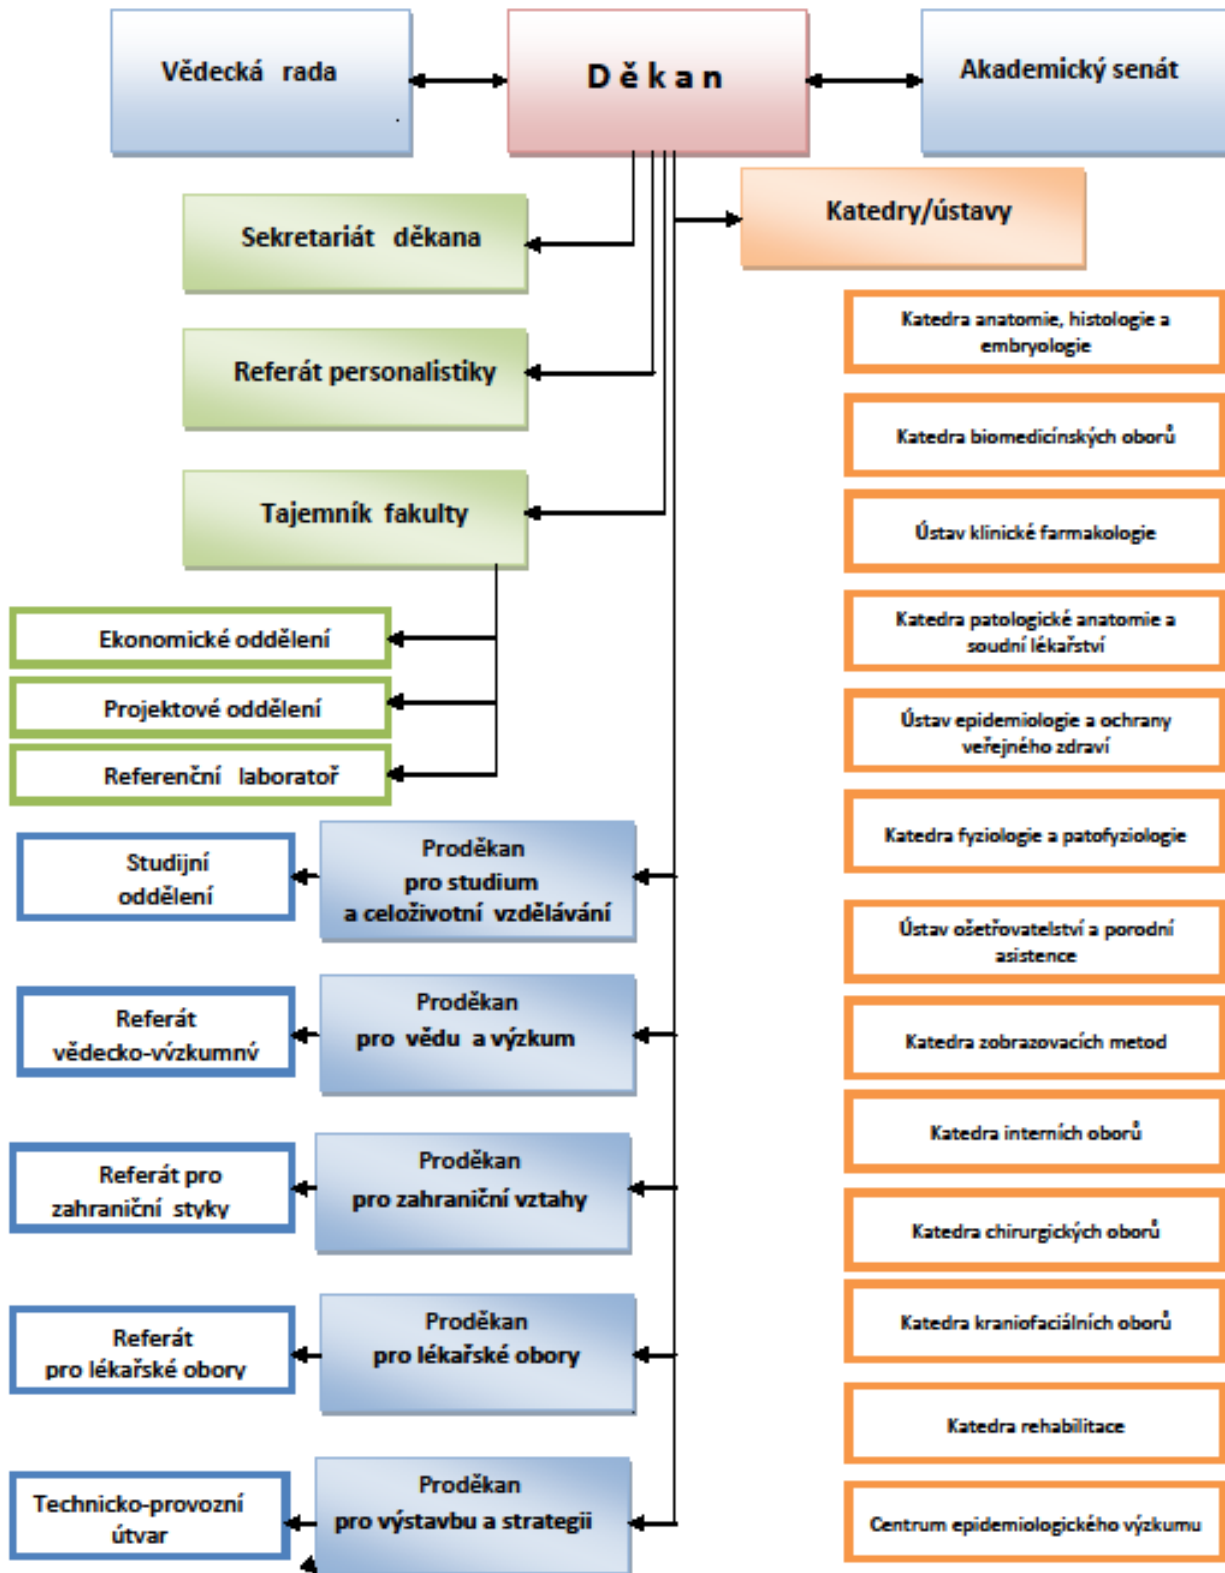 Vědecká rada
Děkan
Akademický senát
Sekretariát děkana
Katedry/ústavy
Referát personalistiky
Tajemník fakulty
Ekonomické oddělení
Projektové oddělení
Referenční laboratoř
Studijní
oddělení
Proděkan
pro studium
a celoživotní vzdělávání
Referát
vědecko-výzkumný
Proděkan
pro vědu a výzkum
Referát pro
zahraniční styky
Proděkan
pro zahraniční vztahy
Referát
pro lékařské obory
Proděkan
pro lékařské obory
Technicko-provozní
útvar
Proděkan
pro výstavbu a strategii
Katedra anatomie, histologie a
embryologie
Katedra biomedicínských oborů
Ústav klinické farmakologie
Katedra patologické anatomie a
soudní lékařství
Ústav epidemiologie a ochrany
veřejného zdraví
Katedra fyziologie a patofyziologie
Ústav ošetřovatelství a porodní
asistence
Katedra zobrazovacích metod
Katedra interních oborů
Katedra chirurgických oborů
Katedra kraniofaciálních oborů
Katedra rehabilitace
Centrum epidemiologického výzkumu